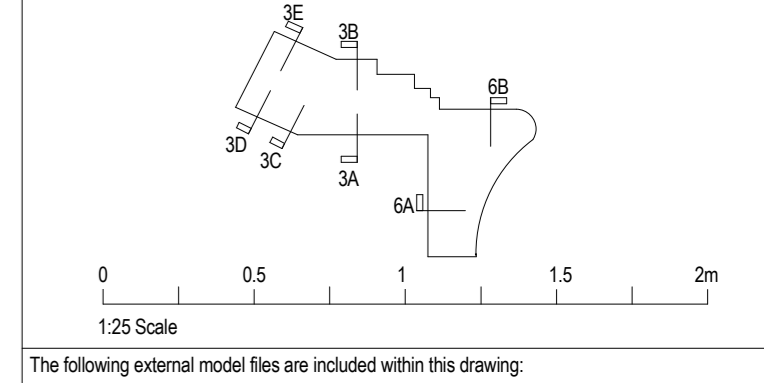 3E
3B
6B
3D
3C
3A
6A
0 0.5 1 1.5 2m
1:25 Scale
The following external model files are included within this drawing: